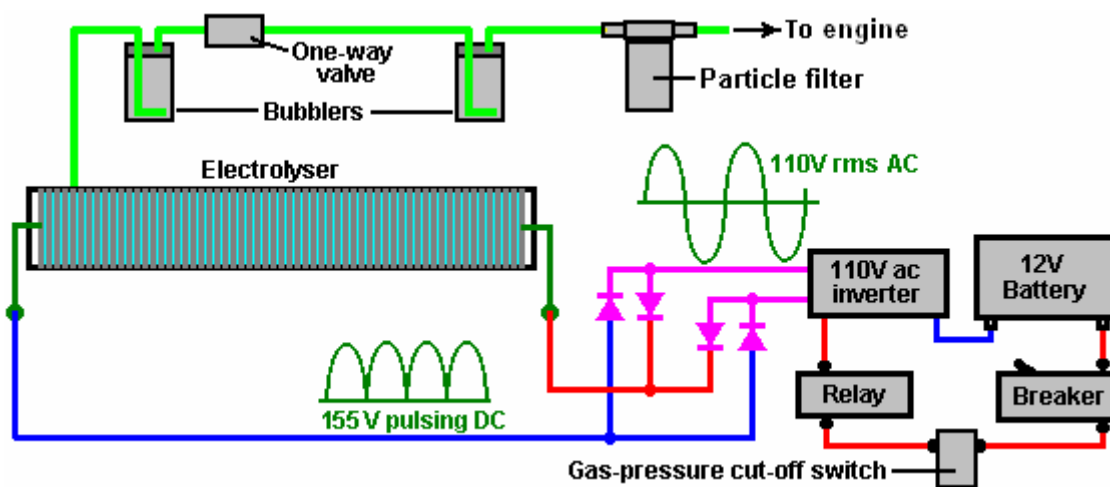 To engine
One-way
valve
Particle filter
Bubblers
Electrolyser
110V rms AC
110V ac
inverter
12V
Battery
155 V pulsing DC
Relay
Breaker
Gas-pressure cut-off switch